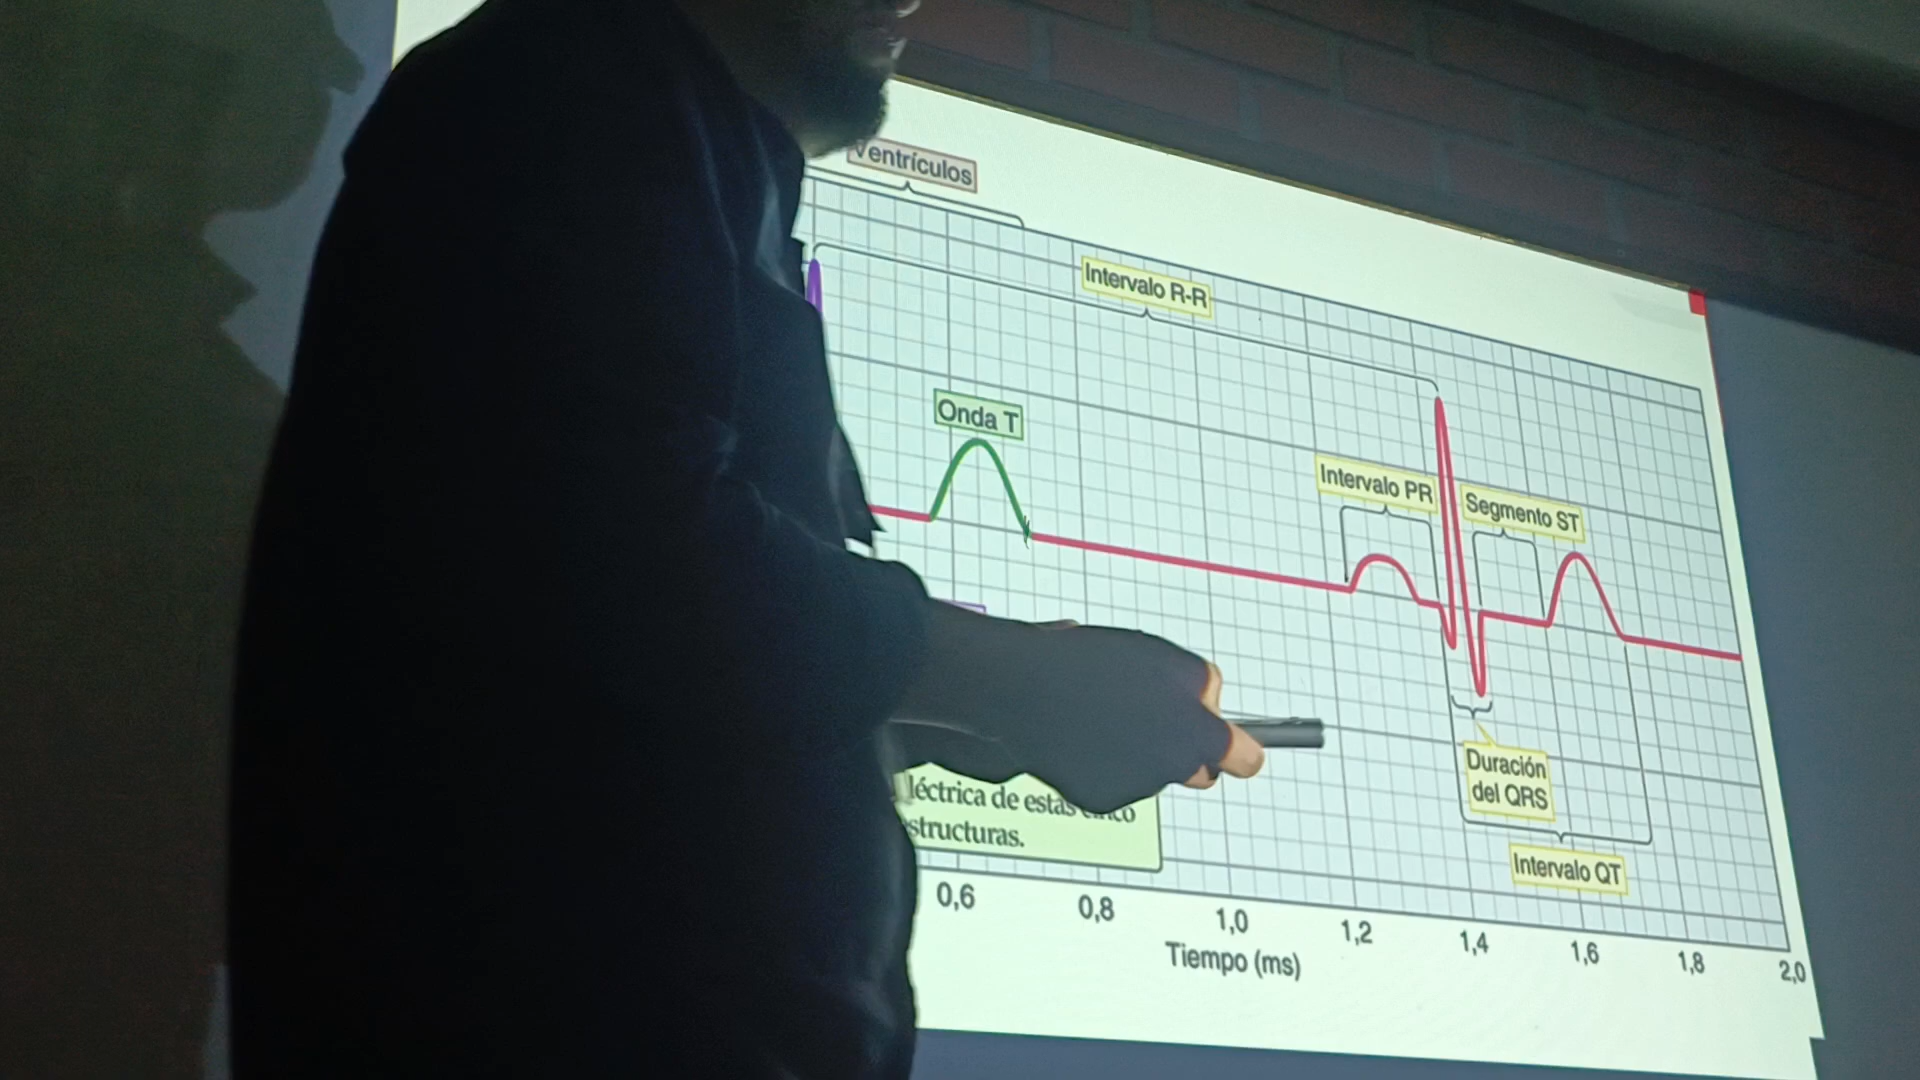 Ventrículos
Intervalo R-R
Onda T
Intervalo PR
Segmento ST
Duración
del QRS
Intervalo QT
léctrica de estas cinco
structuras.
0,6 0,8 1,0 1,2 1,4 1,6 1,8 2,0
Tiempo (ms)